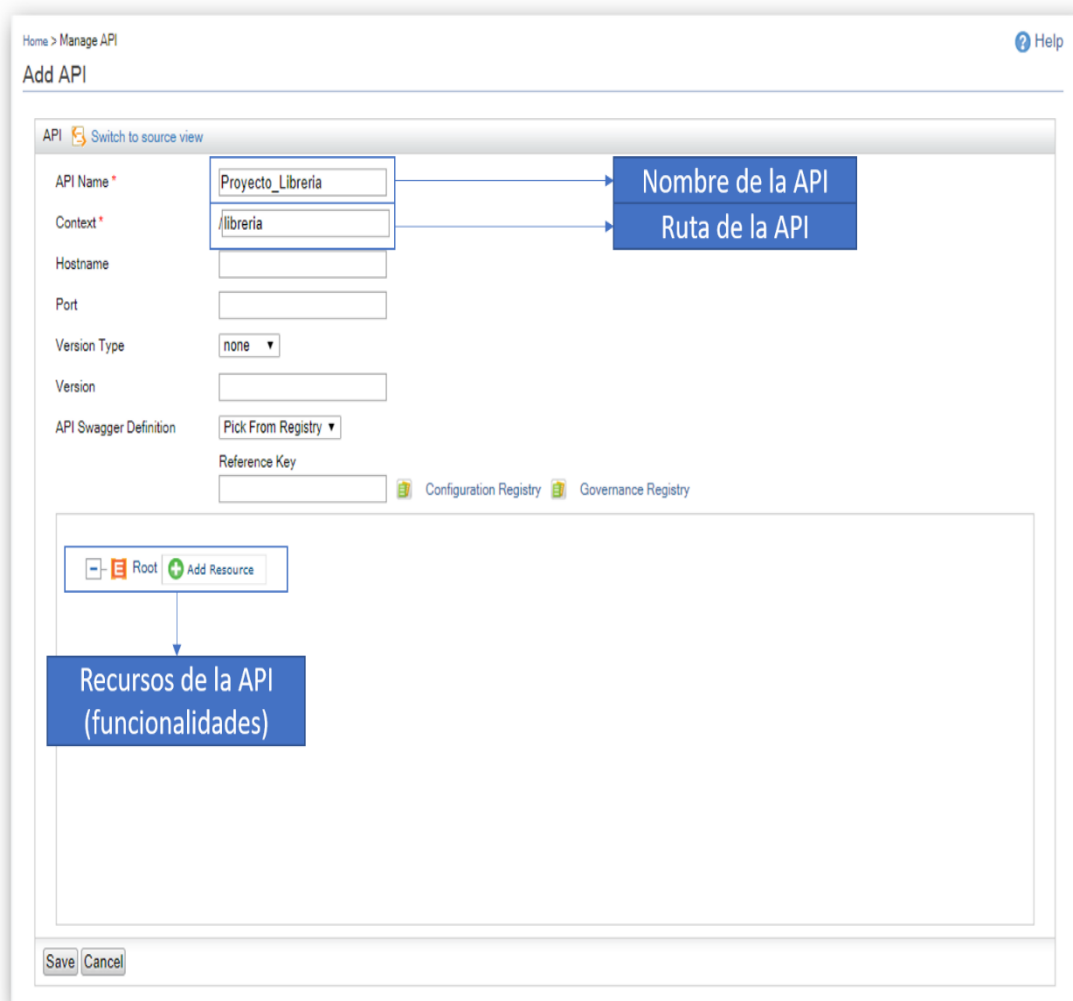 Home > Manage API
Help
Add API
API Switch to source view
API Name * Proyecto_Libreria
Nombre de la API
Context * /libreria
Ruta de la API
Hostname
Port
Version Type none
Version
API Swagger Definition Pick From Registry
Reference Key
Configuration Registry Governance Registry
Root Add Resource
Recursos de la API
(funcionalidades)
Save Cancel